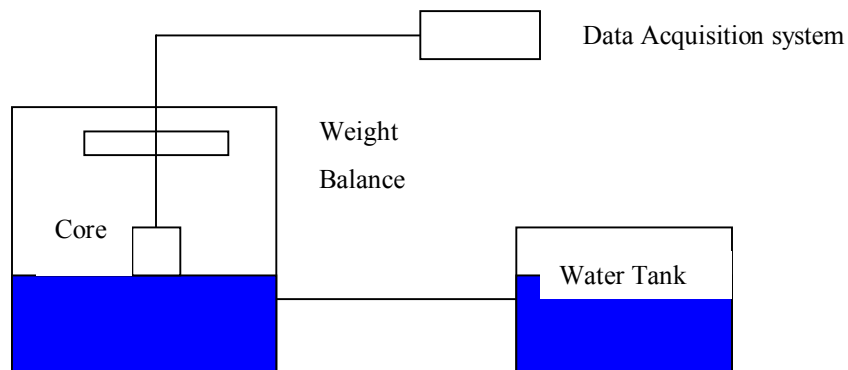 Data Acquisition system
Weight
Balance
Core
Water Tank